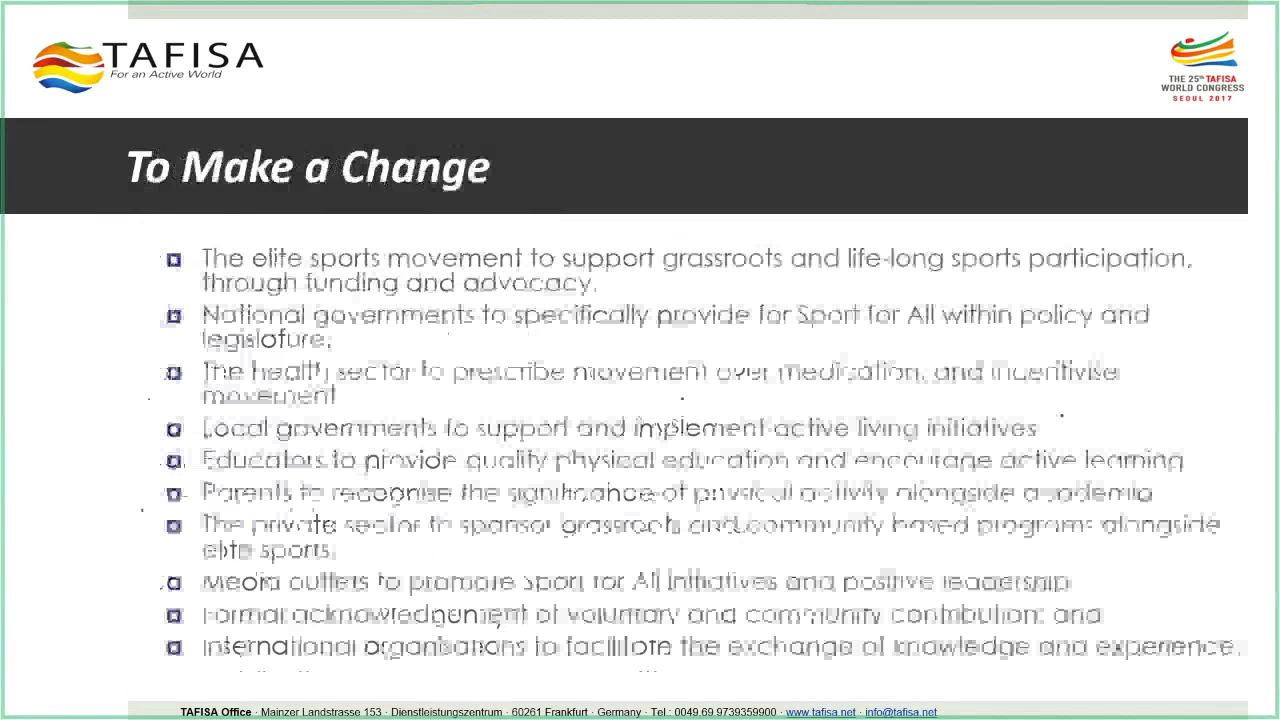 TAFISA
For an Active World
THE 25th TAFISA
WORLD CONGRESS
SEOUL 2017
To Make a Change
The elite sports movement to support grassroots and life-long sports participation,
through funding and advocacy.
National governments to specifically provide for Sport for All within policy and
legislature;
The health sector to prescribe movement over medication, and incentivise
movement
Local governments to support and implement active living initiatives
Educators to provide quality physical education and encourage active learning
Parents to recognise the significance of physical activity alongside academia
The private sector to sponsor grassroots and community based programs alongside
elite sports.
Media outlets to promote Sport for All initiatives and positive leadership
Formal acknowledgement of voluntary and community contribution; and
International organisations to facilitate the exchange of knowledge and experience.
TAFISA Office · Mainzer Landstrasse 153 · Dienstleistungszentrum · 60261 Frankfurt · Germany · Tel : 0049.69.9739359900 · www.tafisa.net · info@tafisa.net